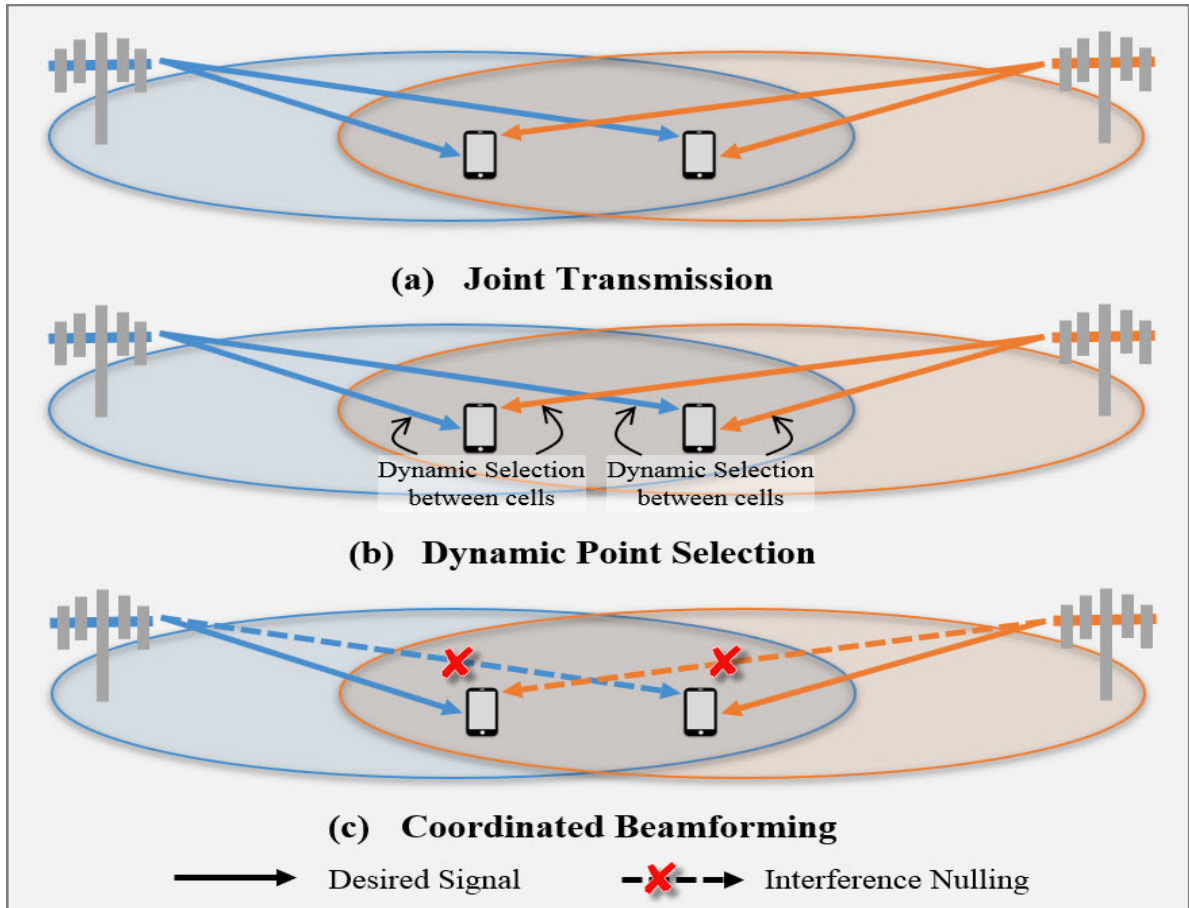 (a) Joint Transmission
Dynamic Selection
between cells
Dynamic Selection
between cells
(b) Dynamic Point Selection
(c) Coordinated Beamforming
Desired Signal
Interference Nulling